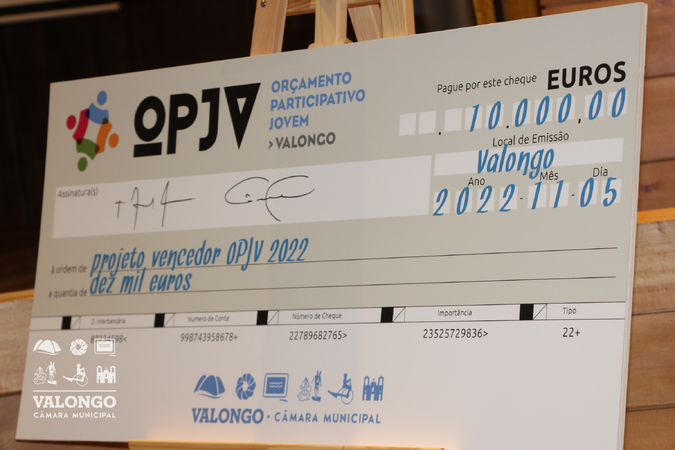 OPJV
ORÇAMENTO
PARTICIPATIVO
JOVEM
>VALONGO
Pague por este cheque EUROS
10.000,00
Local de Emissão
Valongo
Ano Mês Dia
2022-11-05
Assinatura(s)
à ordem de projeto vencedor OPJV 2022
a quantia de dez mil euros
Z. Interbancária Numero de Conta Número de Cheque Importância Tipo
998743958678+ 22789682765> 23525729836> 22+
VALONGO • CÂMARA MUNICIPAL
VALONGO
CÂMARA MUNICIPAL